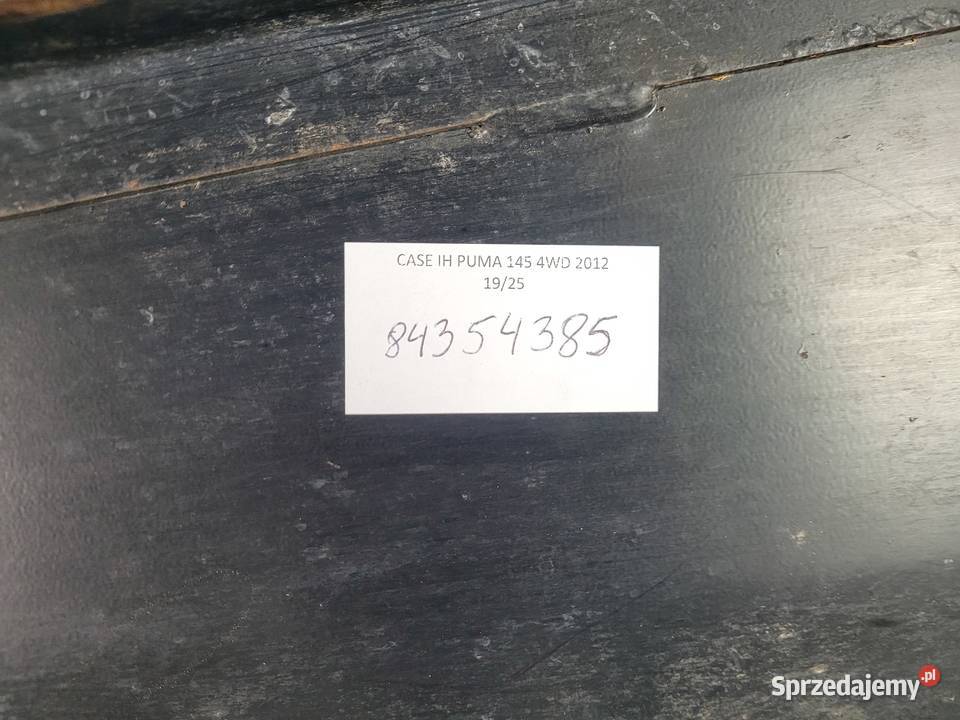 CASE IH PUMA 145 4WD 2012
19/25
84354385
Sprzedajemy.pl